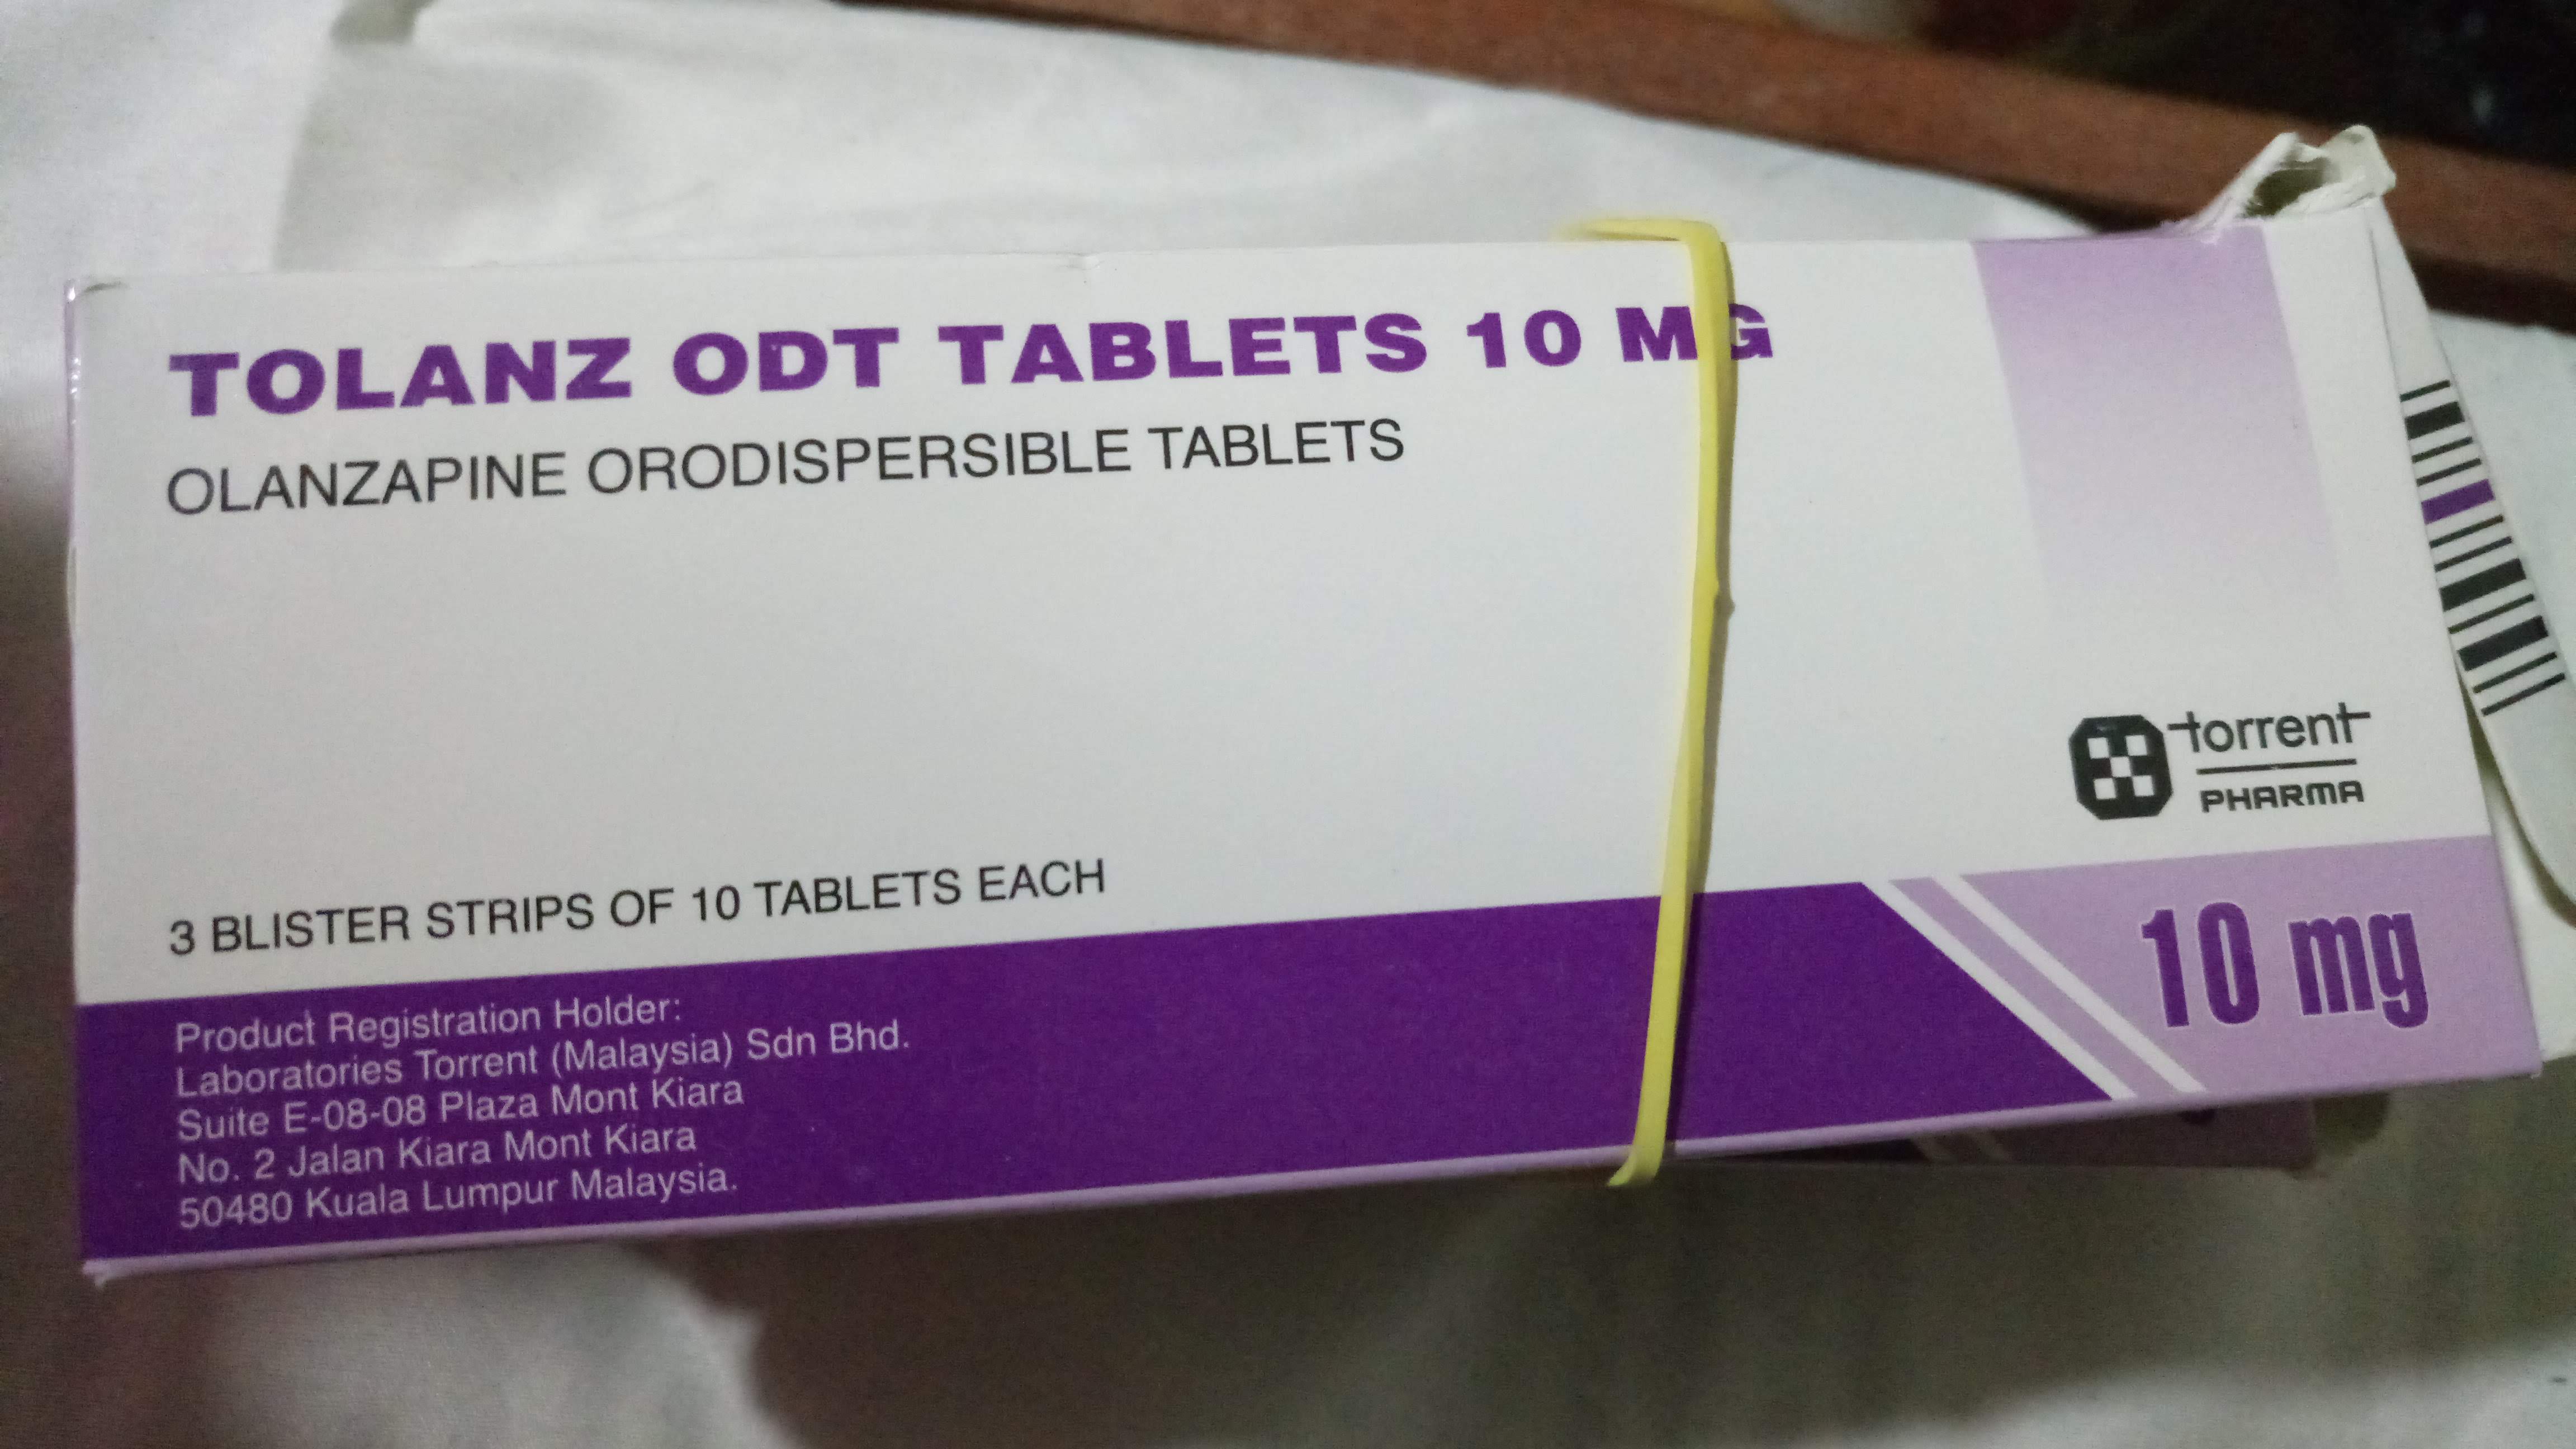 TOLANZ ODT TABLETS 10 MG
OLANZAPINE ORODISPERSIBLE TABLETS
3 BLISTER STRIPS OF 10 TABLETS EACH
torrent
PHARMA
Product Registration Holder:
Laboratories Torrent (Malaysia) Sdn Bhd.
Suite E-08-08 Plaza Mont Kiara
No. 2 Jalan Kiara Mont Kiara
50480 Kuala Lumpur Malaysia.
10 mg